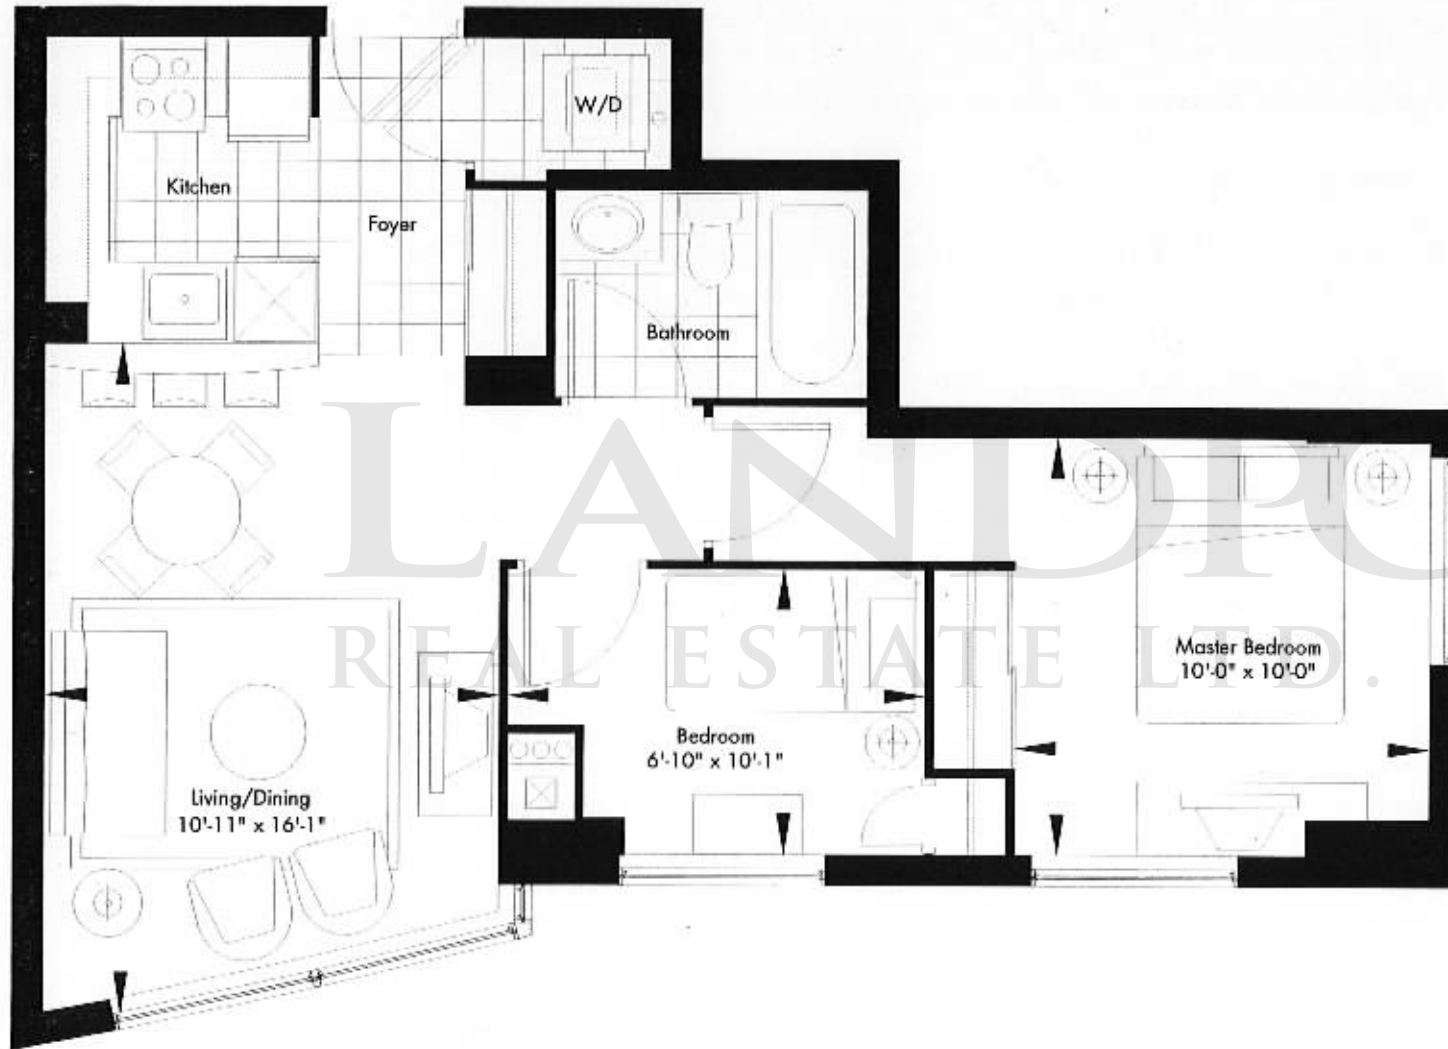 W/D
Kitchen
Foyer
Bathroom
LANDPO
REAL ESTATE LTD.
Master Bedroom
10'-0" x 10'-0"
Bedroom
6'-10" x 10'-1"
Living/Dining
10'-11" x 16'-1"